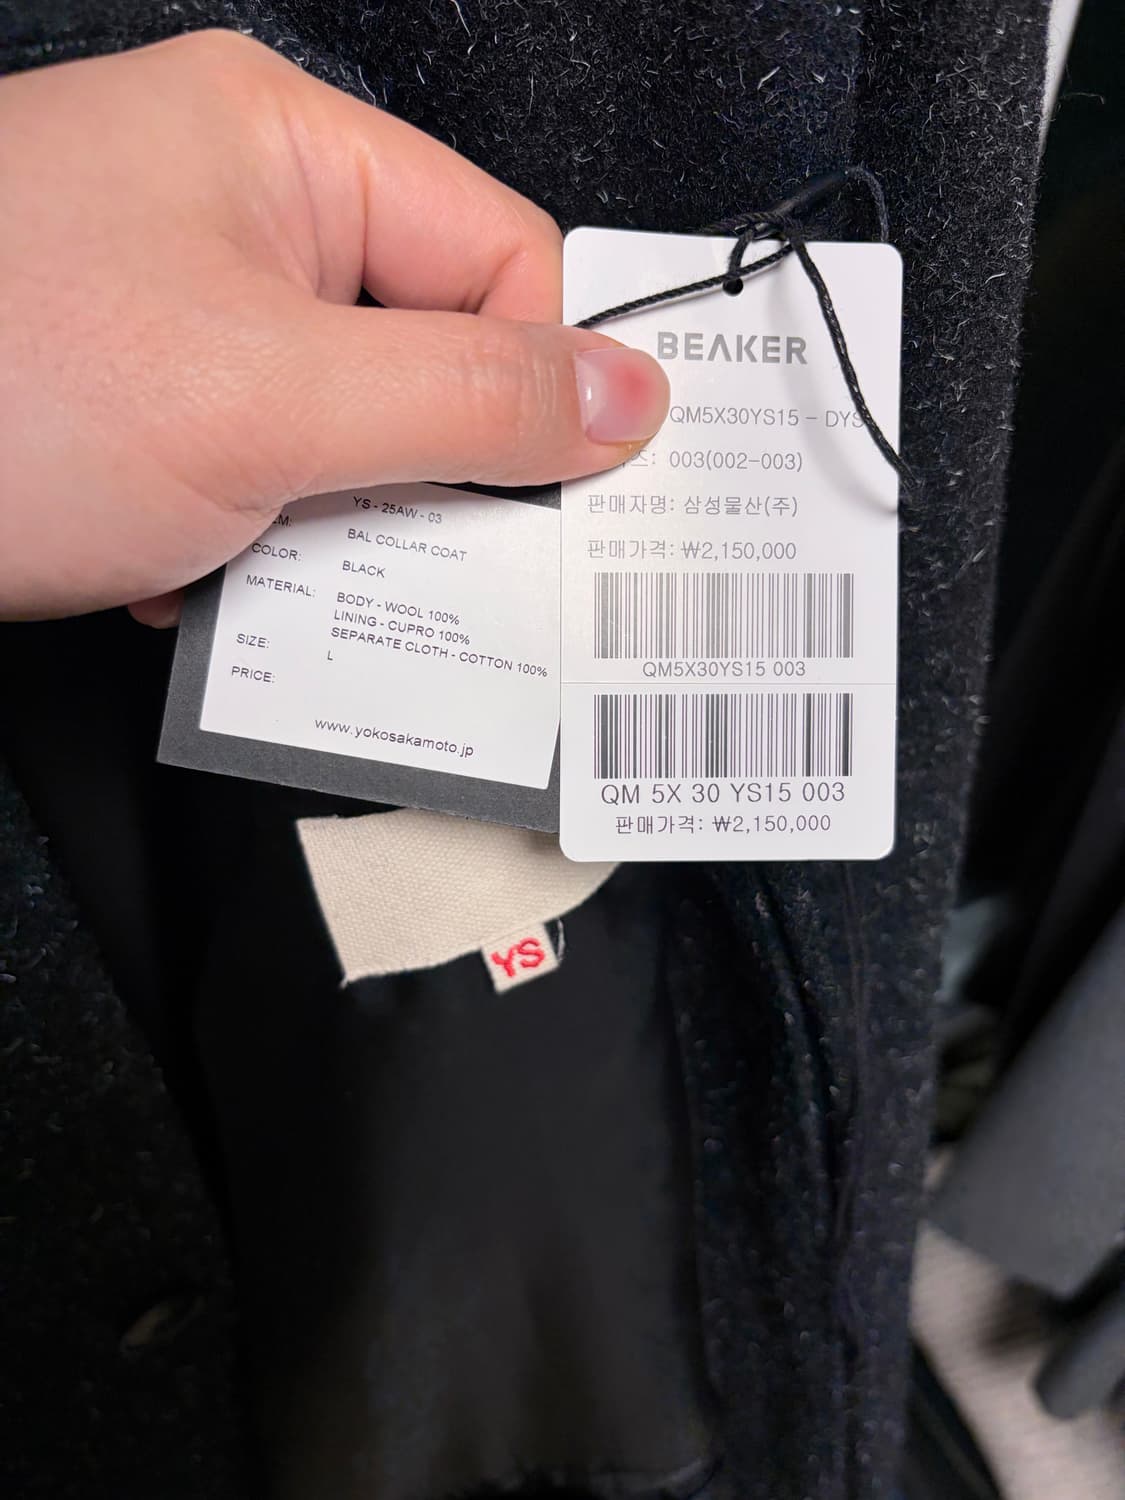 BEAKER
QM5X30YS15 - DYS
003(002-003)
판매자명: 삼성물산(주)
판매가격: ₩2,150,000
QM5X30YS15 003
QM 5X 30 YS15 003
판매가격: ₩2,150,000
YS - 25AW - 03
BAL COLLAR COAT
COLOR: BLACK
MATERIAL: BODY - WOOL 100%
LINING - CUPRO 100%
SEPARATE CLOTH - COTTON 100%
SIZE: L
PRICE:
www.yokosakamoto.jp
YS